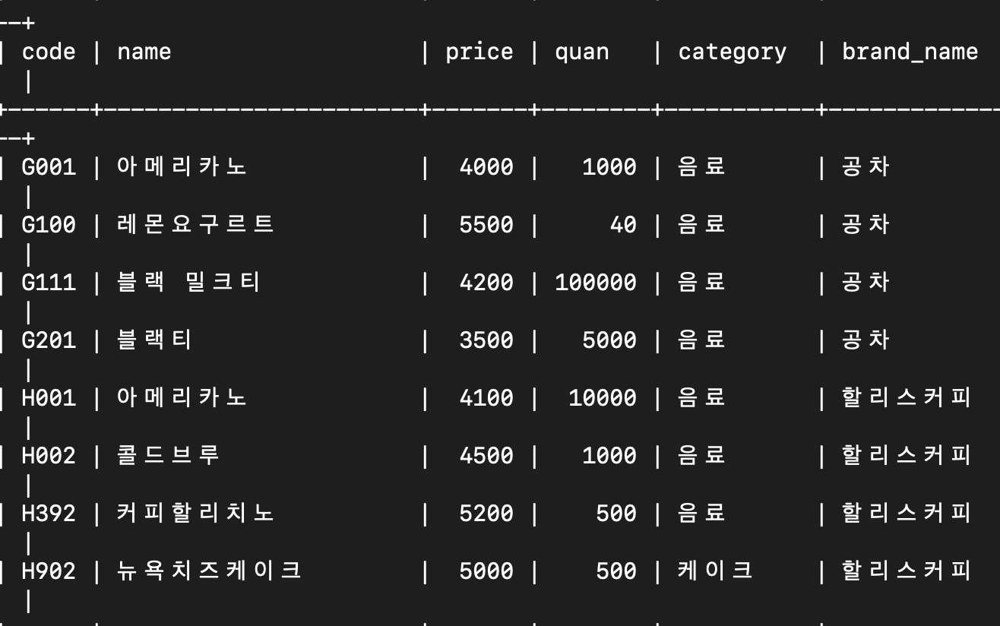 --+
| code | name                  | price | quan   | category  | brand_name
  |
+------+-----------------------+-------+--------+-----------+------------
--+
| G001 | 아메리카노            |  4000 |   1000 | 음료      | 공차
  |
| G100 | 레몬요구르트          |  5500 |     40 | 음료      | 공차
  |
| G111 | 블랙 밀크티           |  4200 | 100000 | 음료      | 공차
  |
| G201 | 블랙티                |  3500 |   5000 | 음료      | 공차
  |
| H001 | 아메리카노            |  4100 |  10000 | 음료      | 할리스커피
  |
| H002 | 콜드브루              |  4500 |   1000 | 음료      | 할리스커피
  |
| H392 | 커피할리치노          |  5200 |    500 | 음료      | 할리스커피
  |
| H902 | 뉴욕치즈케이크        |  5000 |    500 | 케이크    | 할리스커피
  |